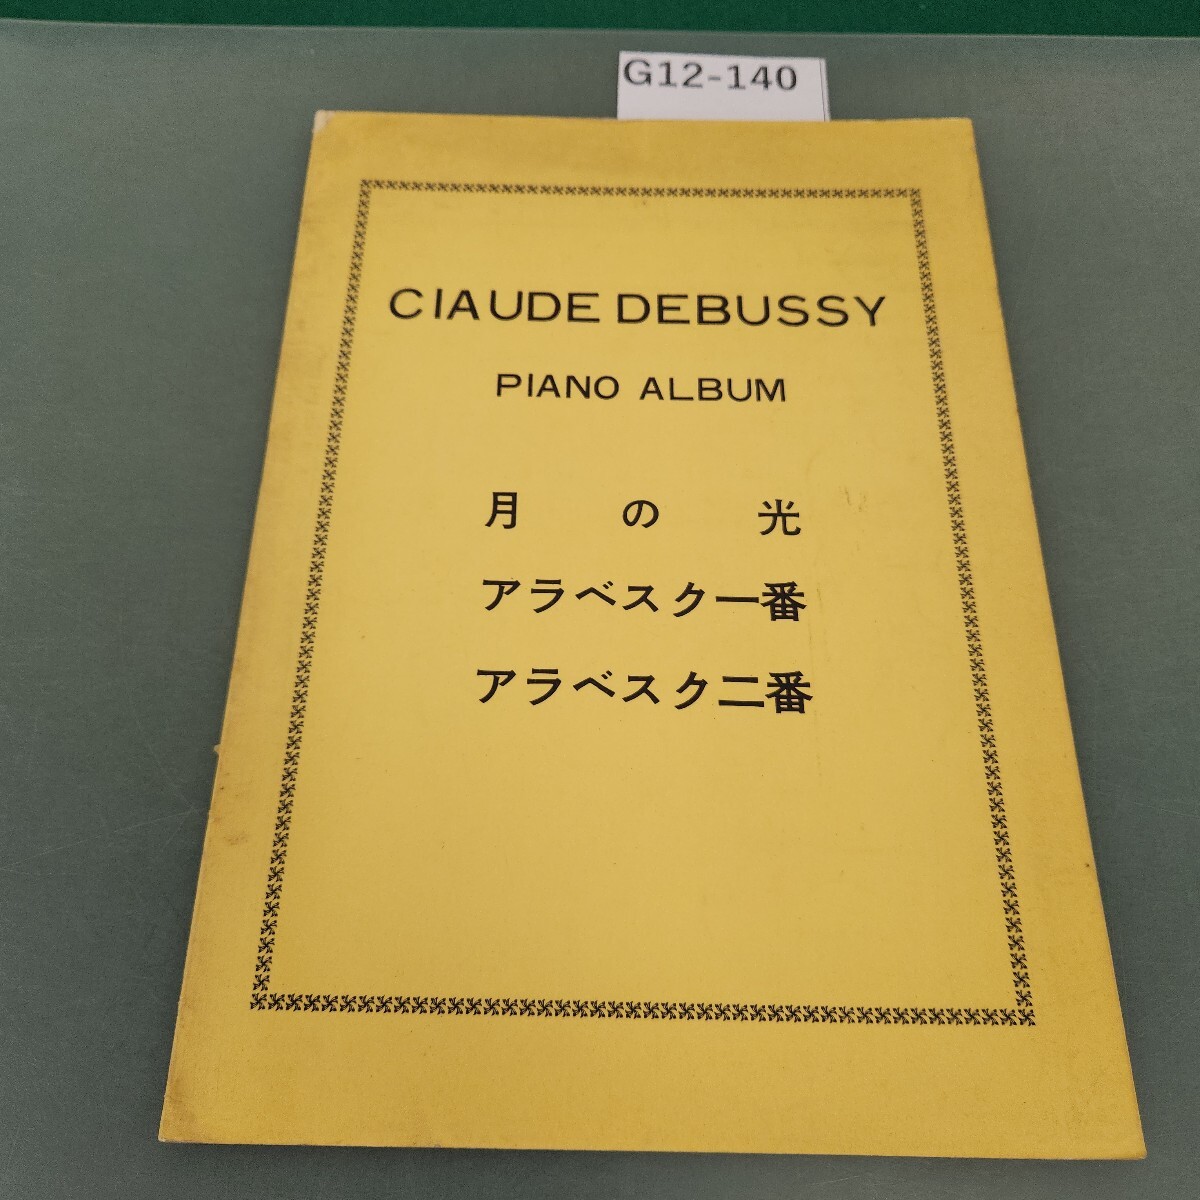 G12-140
ClAUDE DEBUSSY
PIANO ALBUM
月の光
アラベスク一番
アラベスク二番